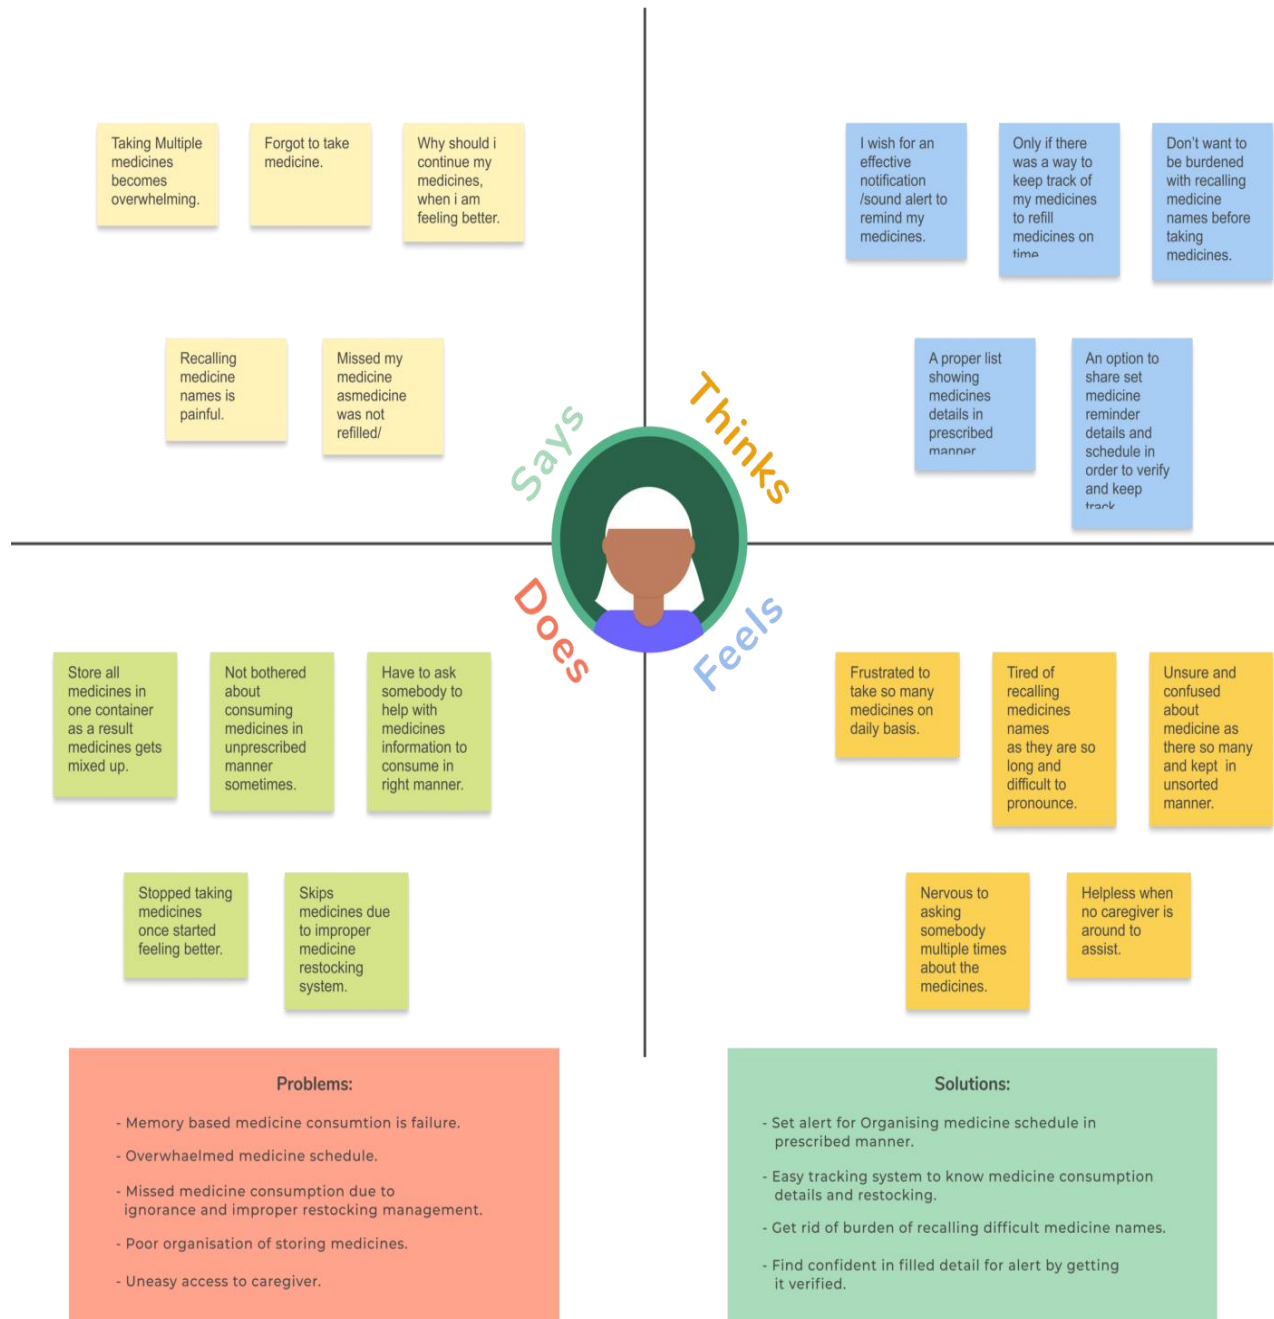 Taking Multiple
medicines
becomes
overwhelming.
Forgot to take
medicine.
Why should i
continue my
medicines,
when i am
feeling better.
Recalling
medicine
names is
painful.
Missed my
medicine
asmedicine
was not
refilled/
I wish for an
effective
notification
/sound alert to
remind my
medicines.
Only if there
was a way to
keep track of
my medicines
to refill
medicines on
time
Don't want to
be burdened
with recalling
medicine
names before
taking
medicines.
A proper list
showing
medicines
details in
prescribed
manner
An option to
share set
medicine
reminder
details and
schedule in
order to verify
and keep
track
Says
Thinks
Does
Feels
Store all
medicines in
one container
as a result
medicines gets
mixed up.
Not bothered
about
consuming
medicines in
unprescribed
manner
sometimes.
Have to ask
somebody to
help with
medicines
information to
consume in
right manner.
Stopped taking
medicines
once started
feeling better.
Skips
medicines due
to improper
medicine
restocking
system.
Frustrated to
take so many
medicines on
daily basis.
Tired of
recalling
medicines
names
as they are so
long and
difficult to
pronounce.
Unsure and
confused
about
medicine as
there so many
and kept in
unsorted
manner.
Nervous to
asking
somebody
multiple times
about the
medicines.
Helpless when
no caregiver is
around to
assist.
Problems:
- Memory based medicine consumtion is failure.
- Overwhaelmed medicine schedule.
- Missed medicine consumption due to
ignorance and improper restocking management.
- Poor organisation of storing medicines.
- Uneasy access to caregiver.
Solutions:
- Set alert for Organising medicine schedule in
prescribed manner.
- Easy tracking system to know medicine consumption
details and restocking.
- Get rid of burden of recalling difficult medicine names.
- Find confident in filled detail for alert by getting
it verified.